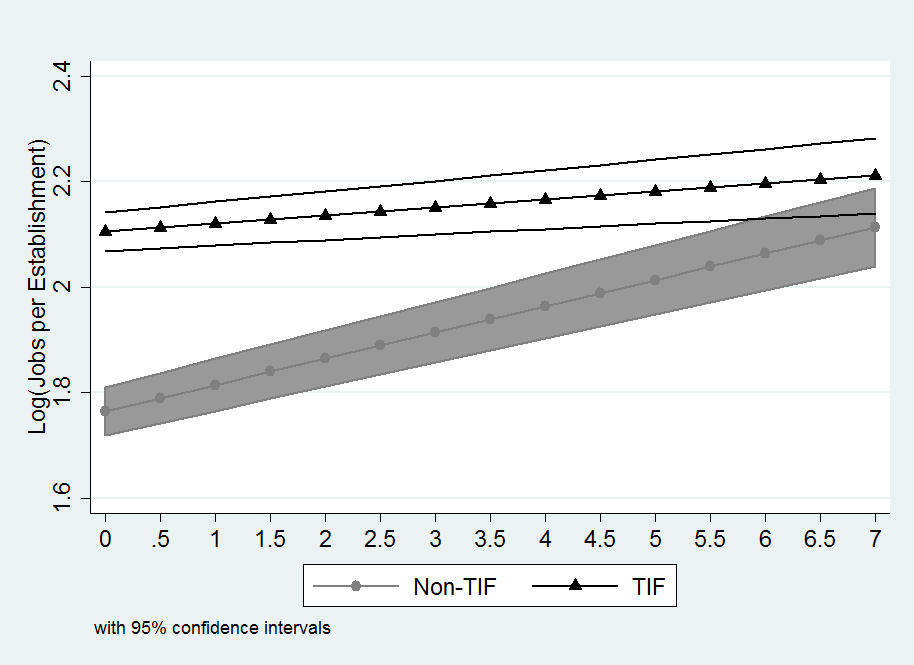 Log(Jobs per Establishment)
2.4
2.2
2
1.8
1.6
0 .5 1 1.5 2 2.5 3 3.5 4 4.5 5 5.5 6 6.5 7
Non-TIF TIF
with 95% confidence intervals